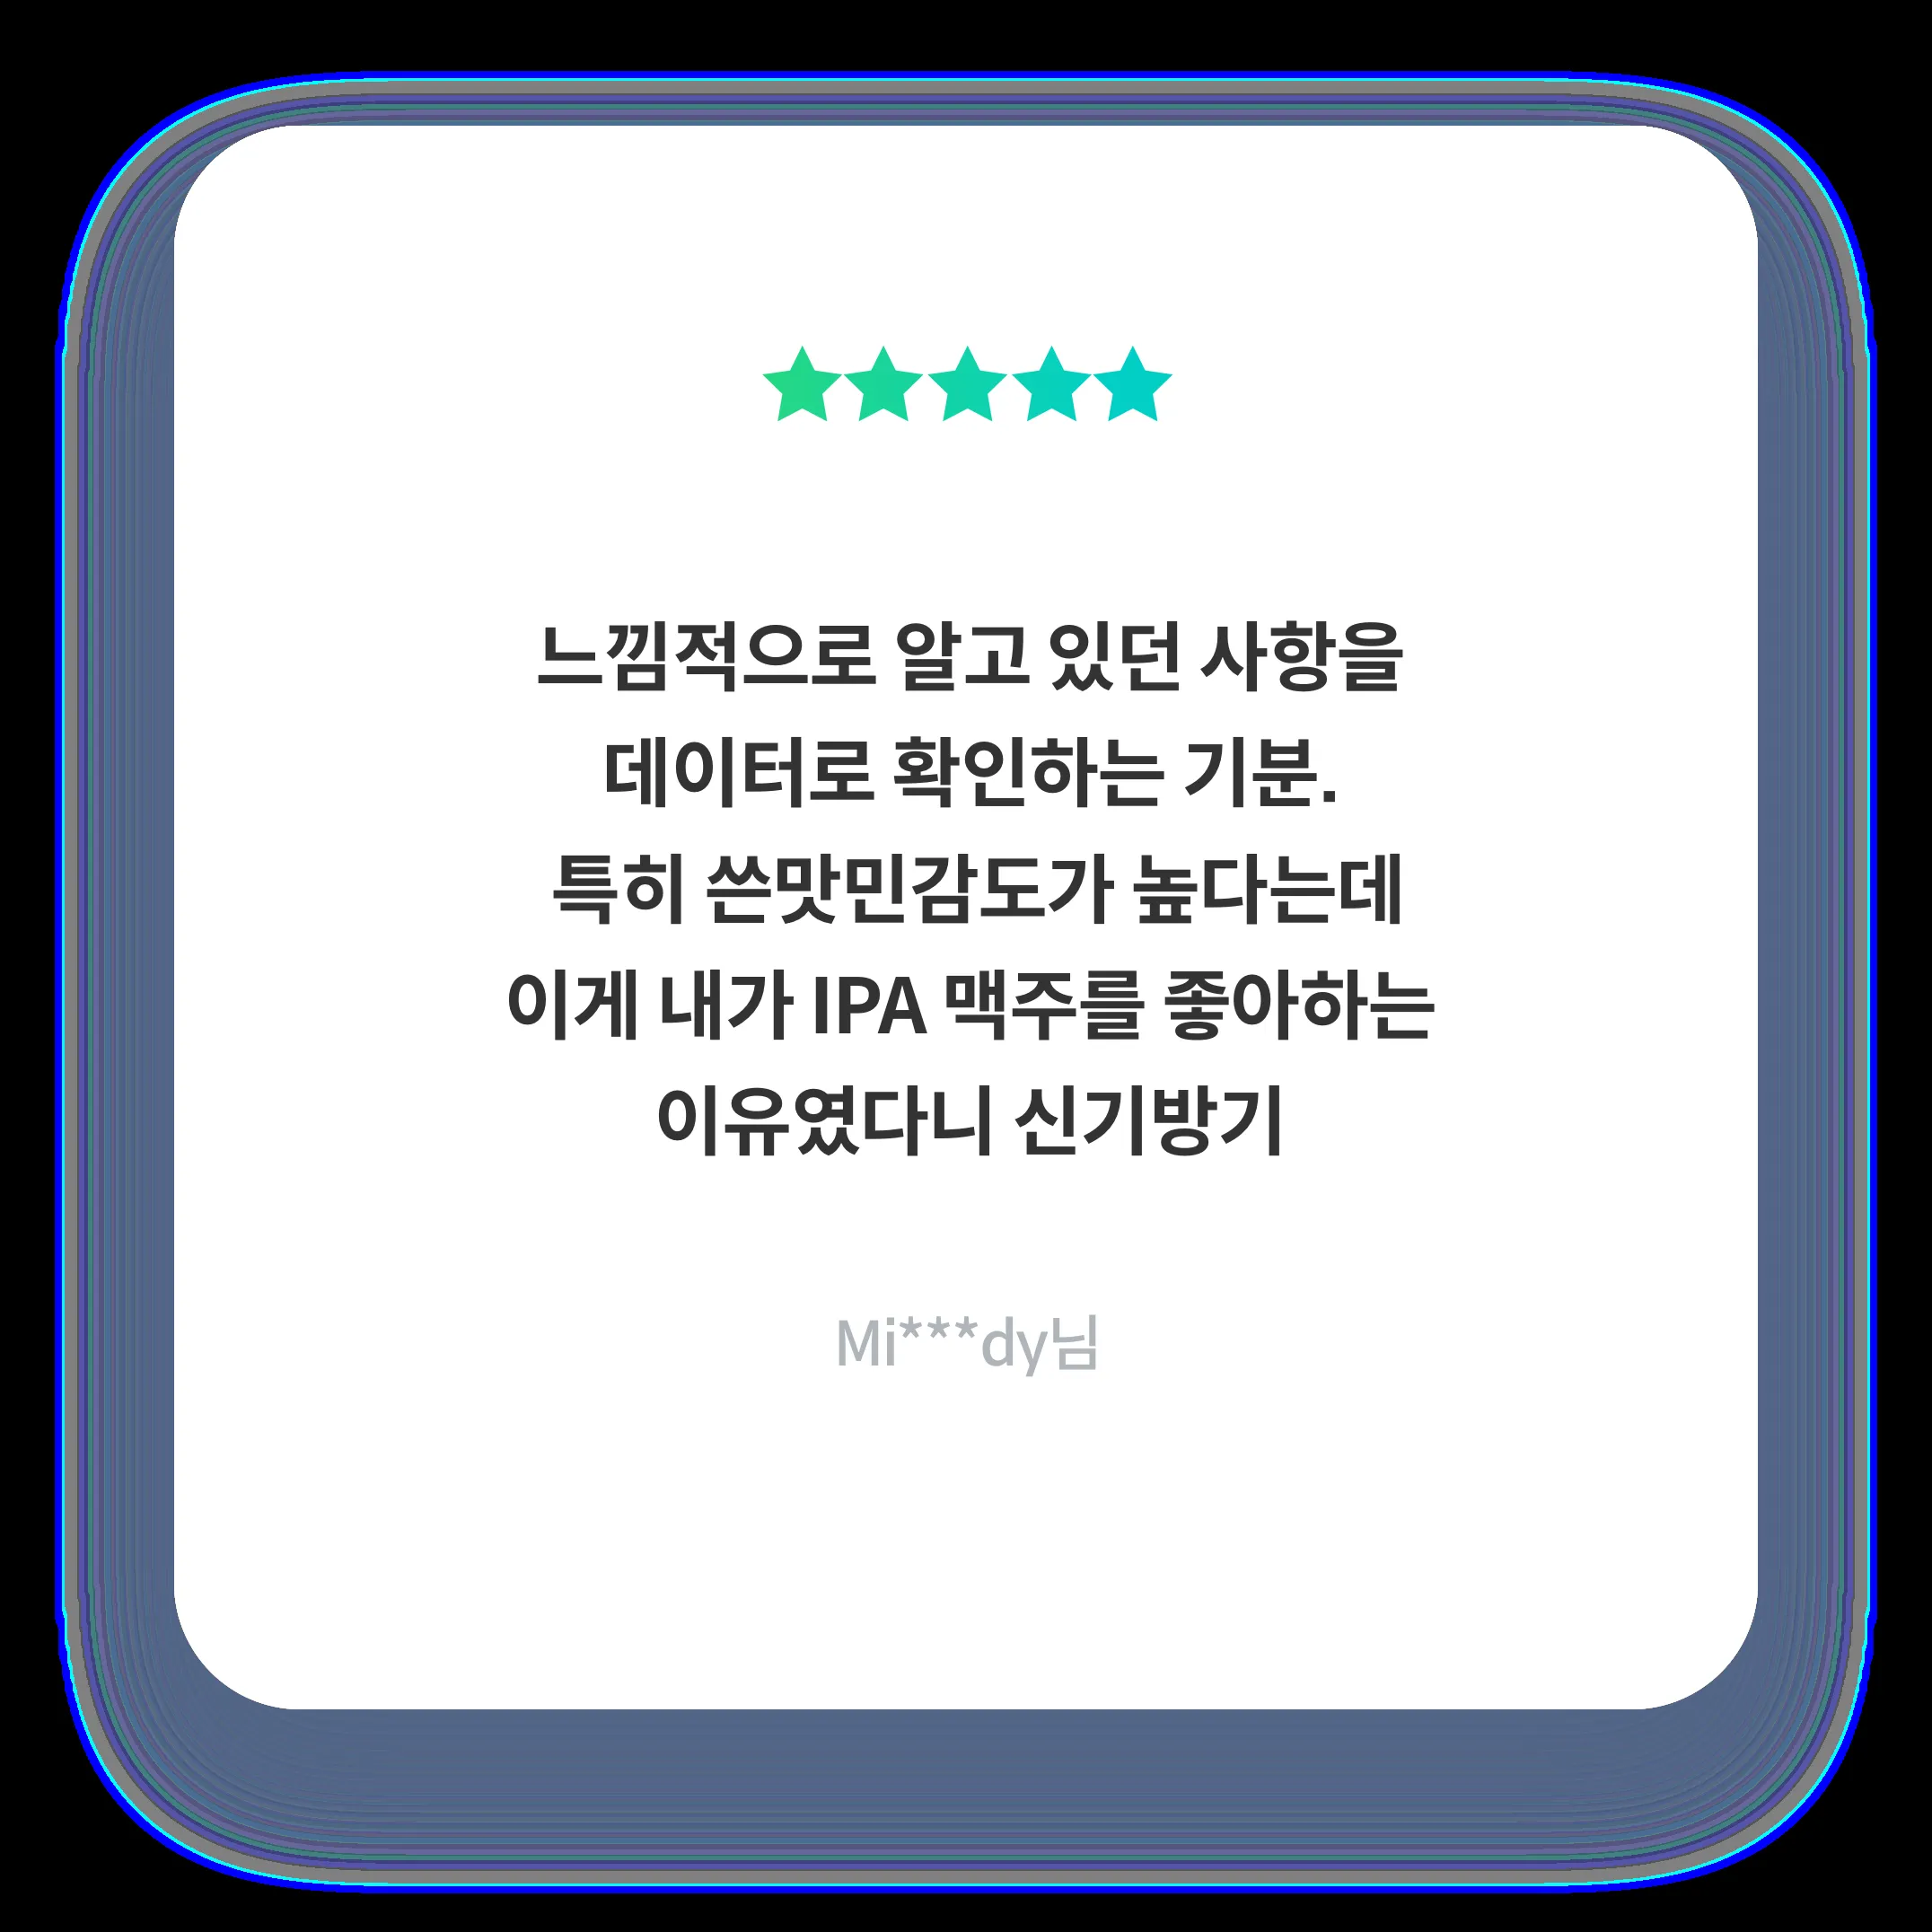 느낌적으로 알고 있던 사항을
데이터로 확인하는 기분.
특히 쓴맛민감도가 높다는데
이게 내가 IPA 맥주를 좋아하는
이유였다니 신기방기
Mi***dy님